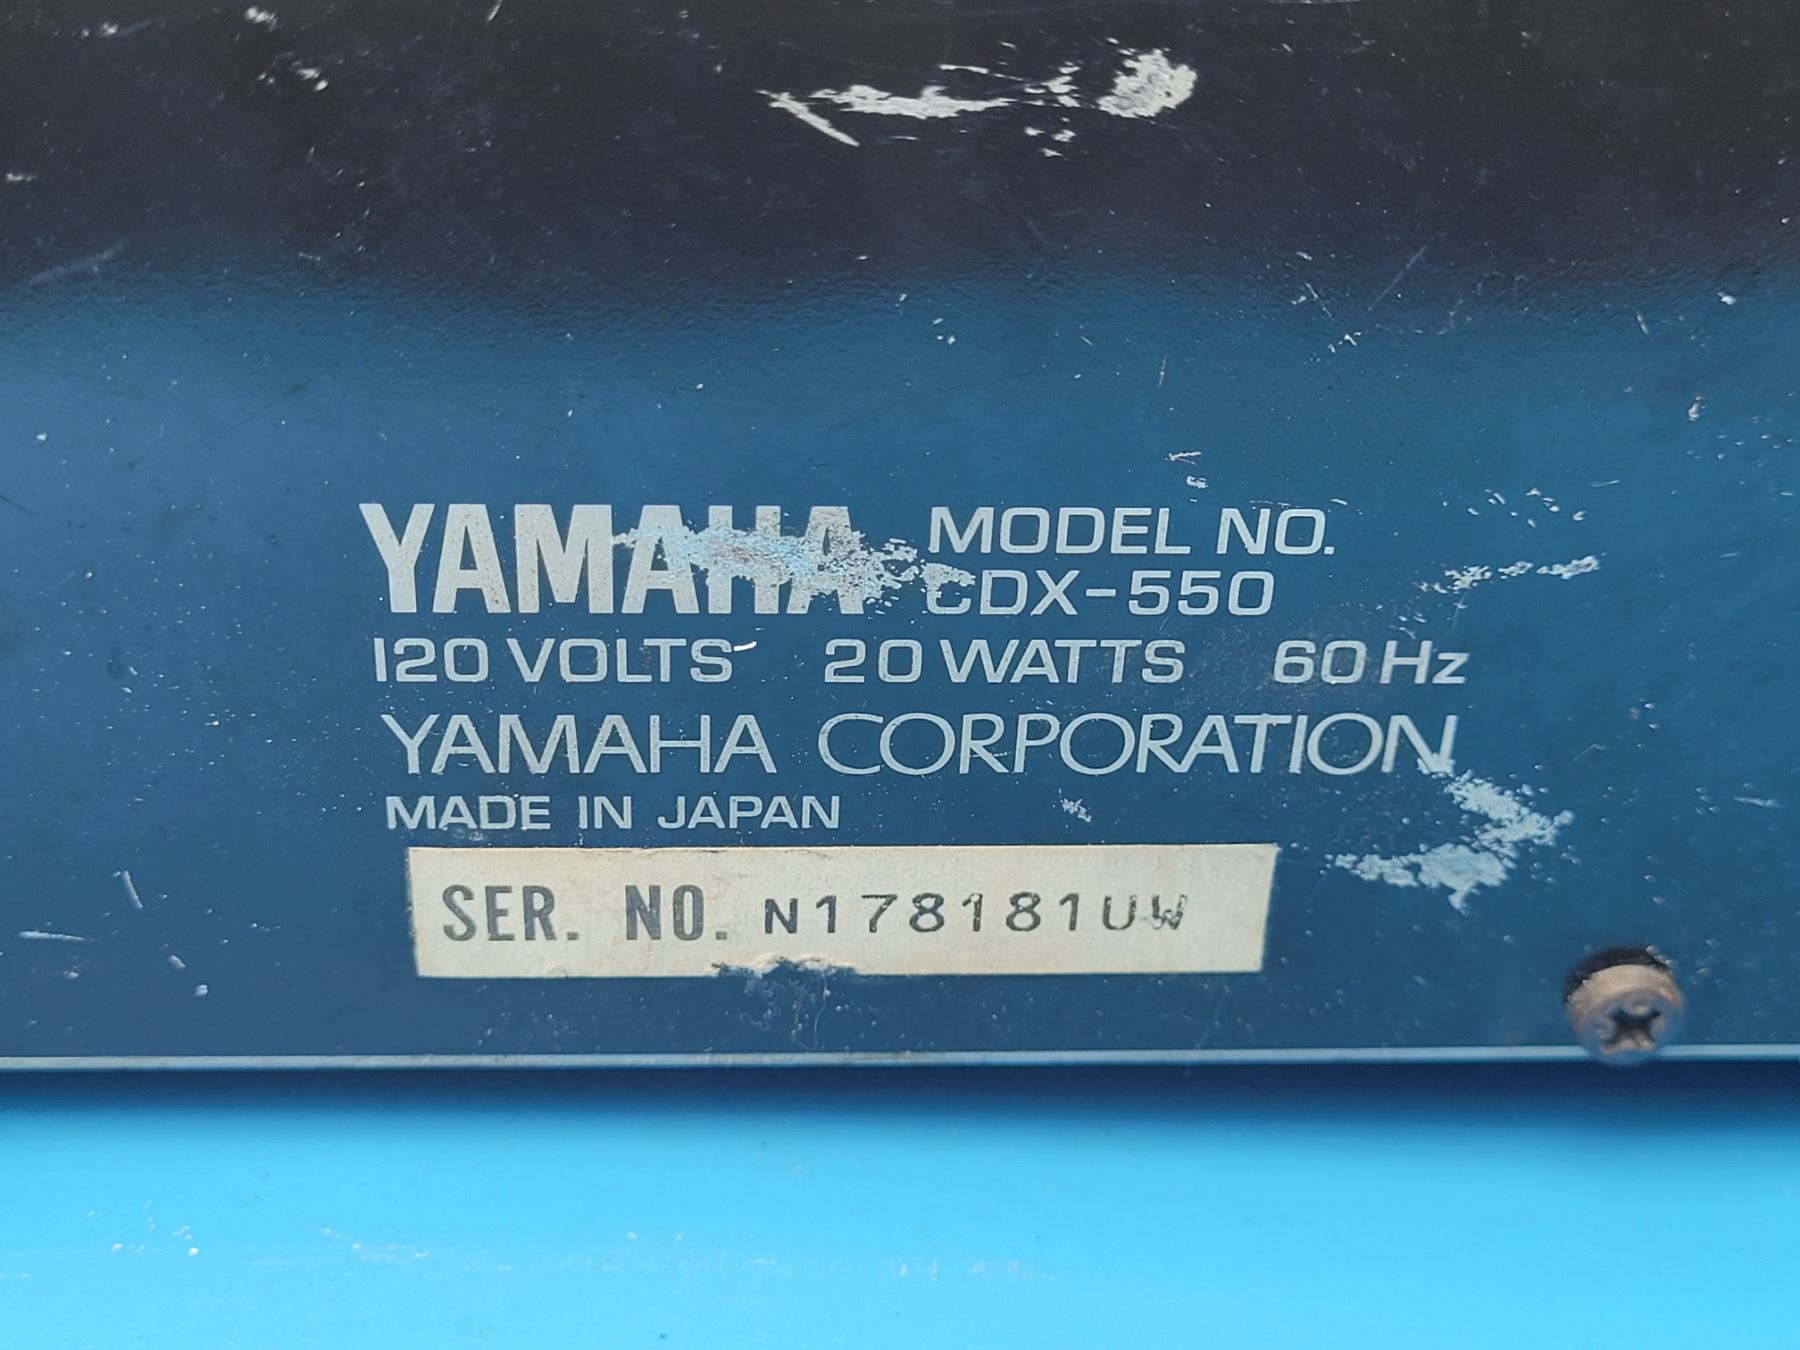 YAMAHA MODEL NO.
CDX-550
120 VOLTS 20 WATTS 60 Hz
YAMAHA CORPORATION
MADE IN JAPAN
SER. NO. N178181UW